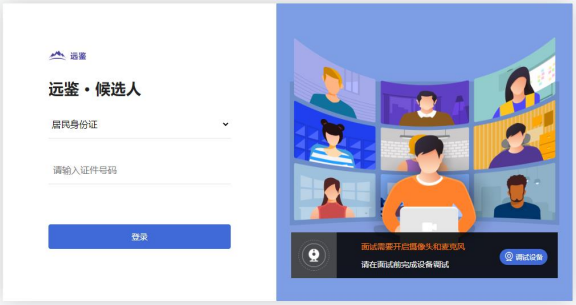 远鉴
远鉴·候选人
居民身份证
请输入证件号码
登录
面试需要开启摄像头和麦克风
请在面试前完成设备调试
调试设备